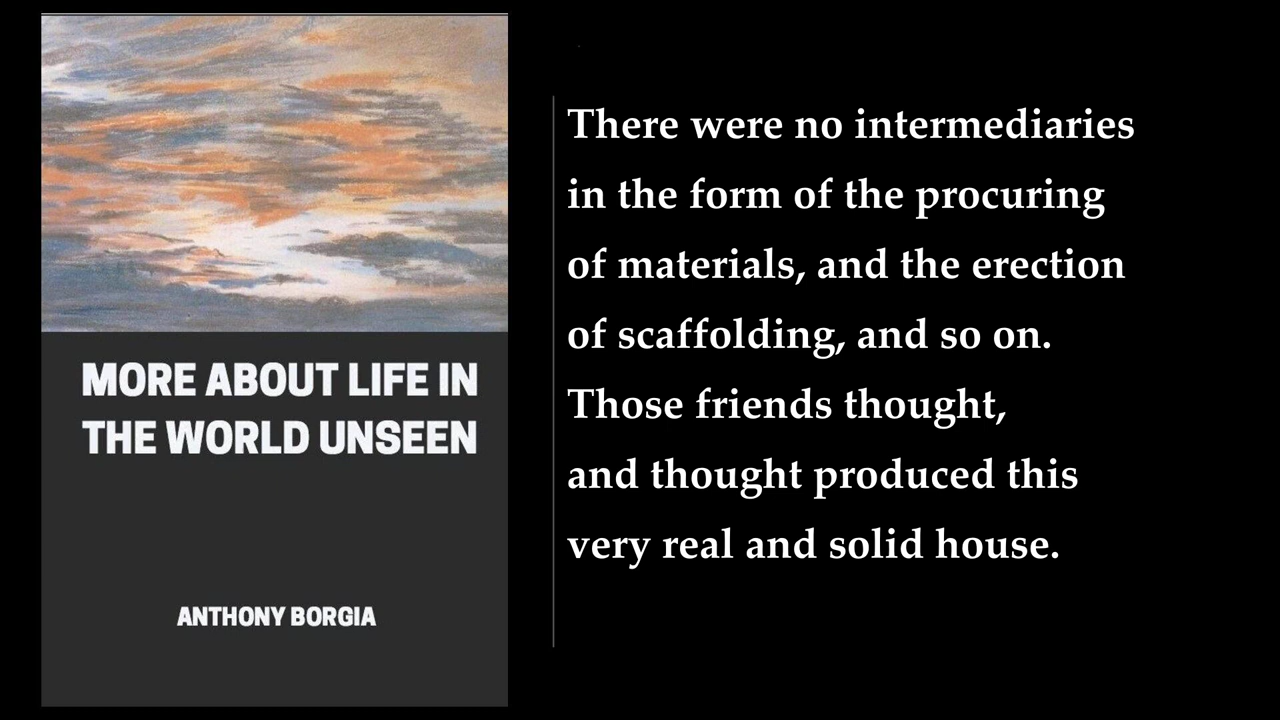 MORE ABOUT LIFE IN
THE WORLD UNSEEN
ANTHONY BORGIA
There were no intermediaries
in the form of the procuring
of materials, and the erection
of scaffolding, and so on.
Those friends thought,
and thought produced this
very real and solid house.